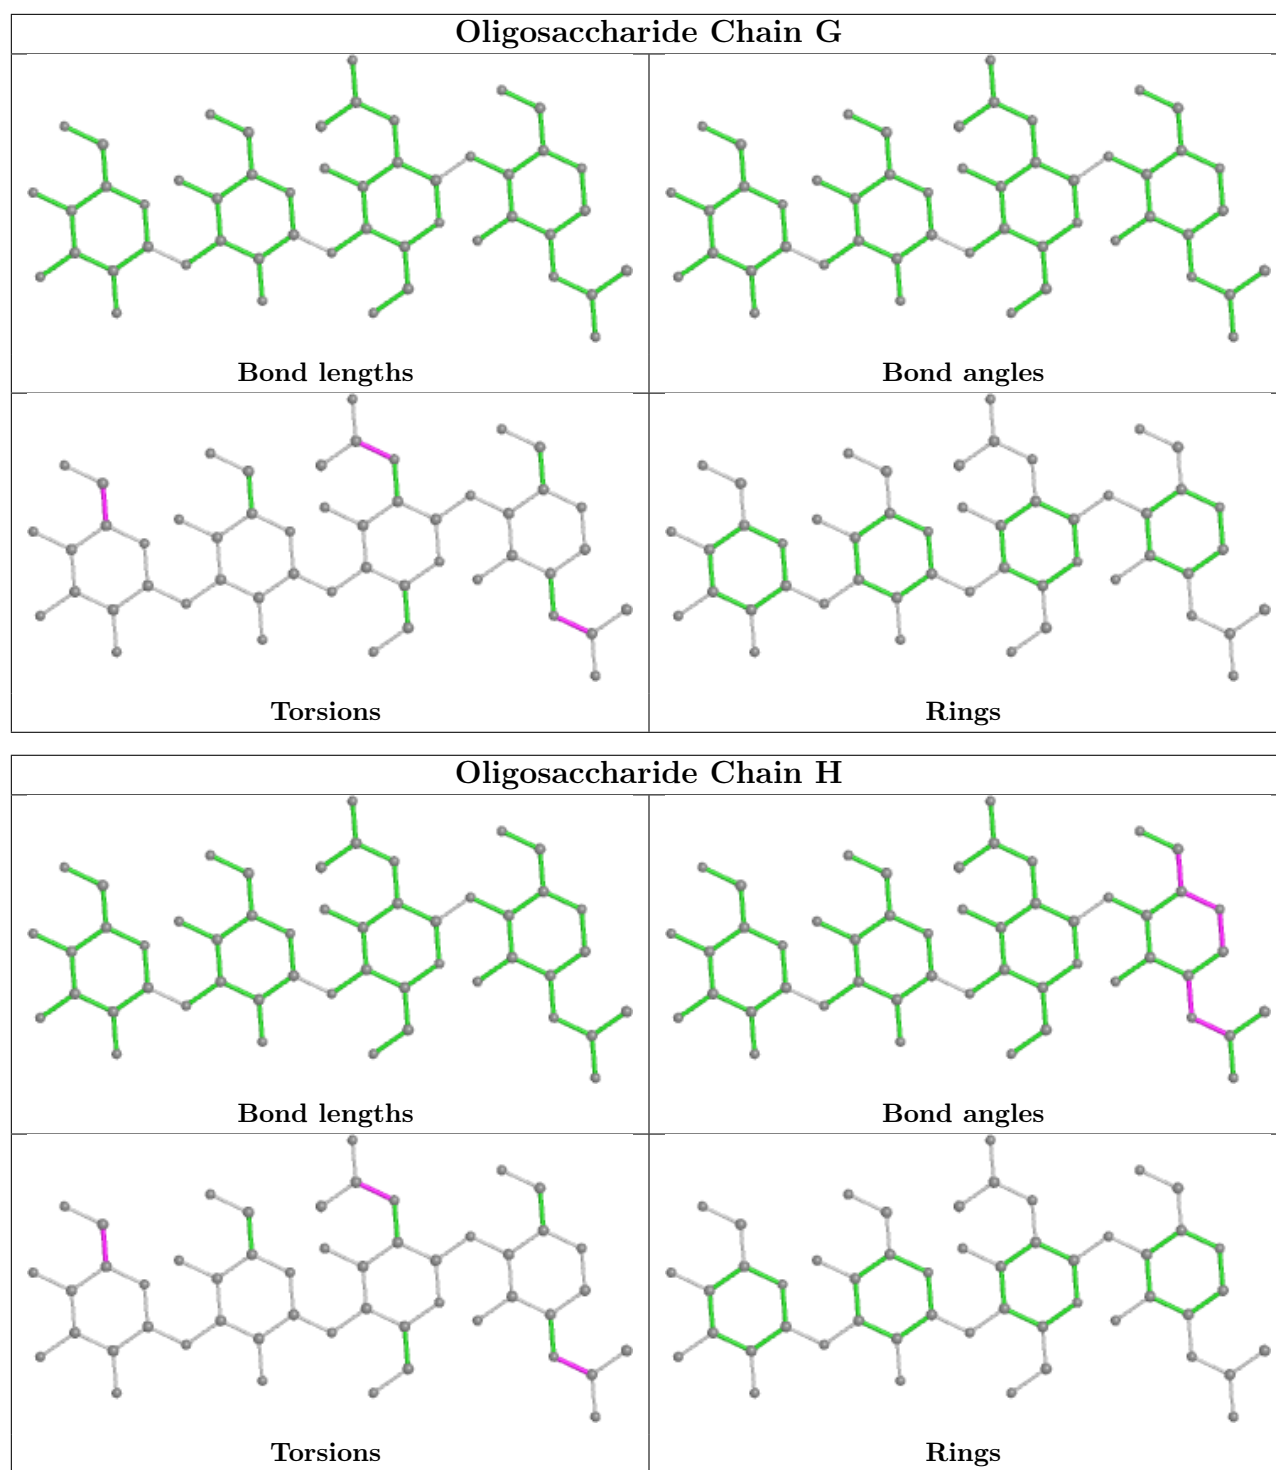 Oligosaccharide Chain G
Bond lengths
Bond angles
Torsions
Rings
Oligosaccharide Chain H
Bond lengths
Bond angles
Torsions
Rings